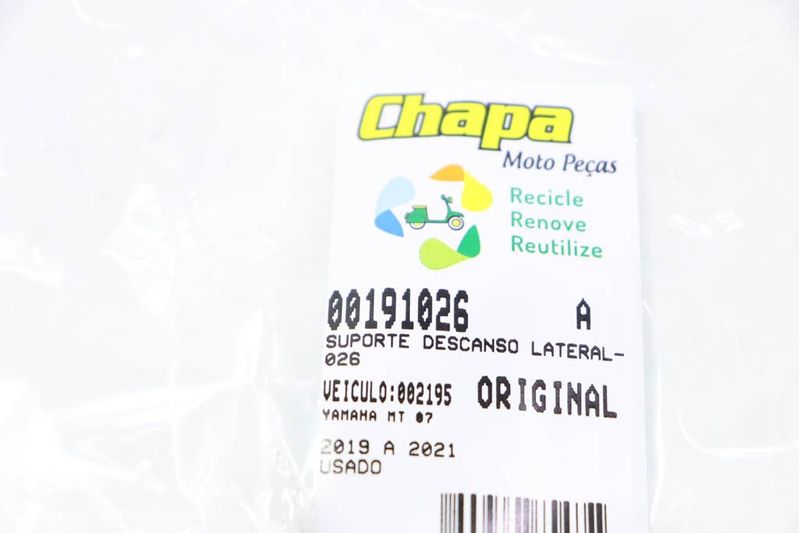 Chapa
Moto Peças
Recicle
Renove
Reutilize
00191026 A
SUPORTE DESCANSO LATERAL-
026
VEICULO:002195 ORIGINAL
YAMAHA MT 07
2019 A 2021
USADO